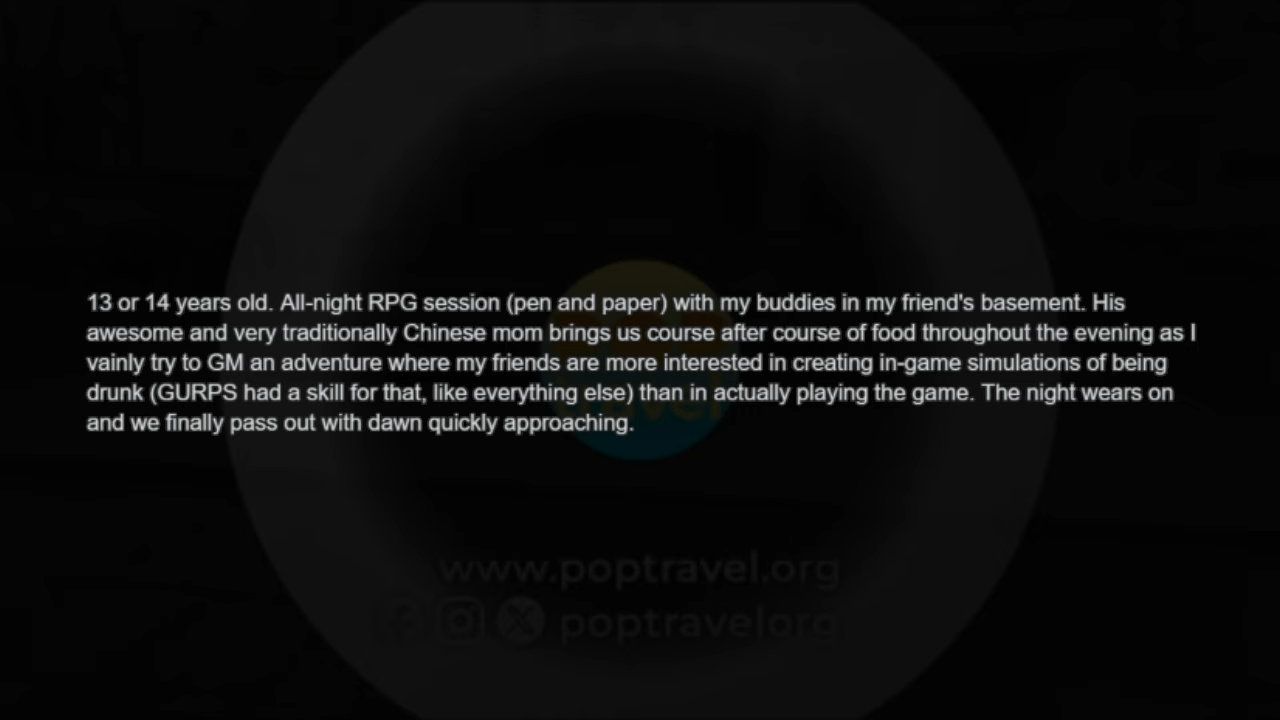 13 or 14 years old. All-night RPG session (pen and paper) with my buddies in my friend's basement. His
awesome and very traditionally Chinese mom brings us course after course of food throughout the evening as I
vainly try to GM an adventure where my friends are more interested in creating in-game simulations of being
drunk (GURPS had a skill for that, like everything else) than in actually playing the game. The night wears on
and we finally pass out with dawn quickly approaching.
www.poptravel.org
poptravelorg